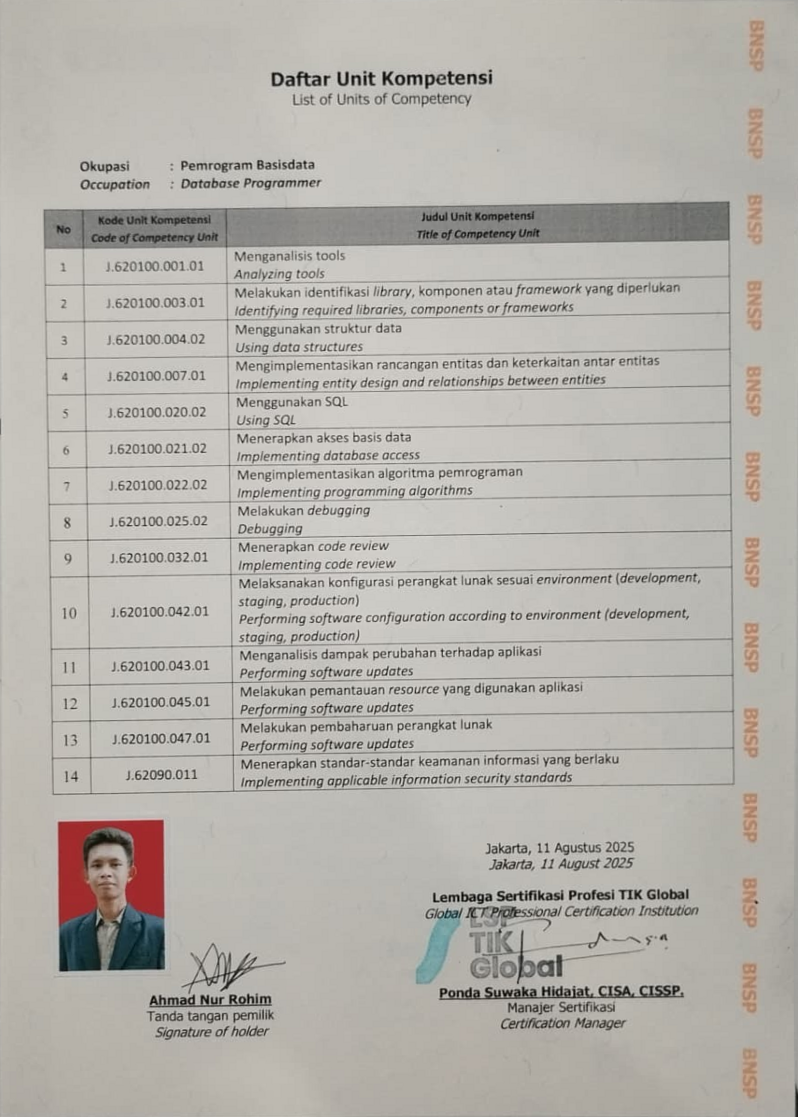 Daftar Unit Kompetensi
List of Units of Competency
Okupasi : Pemrogram Basisdata
Occupation : Database Programmer
No Kode Unit Kompetensi Judul Unit Kompetensi
Code of Competency Unit Title of Competency Unit
1 J.620100.001.01 Menganalisis tools
Analyzing tools
2 J.620100.003.01 Melakukan identifikasi library, komponen atau framework yang diperlukan
Identifying required libraries, components or frameworks
3 J.620100.004.02 Menggunakan struktur data
Using data structures
4 J.620100.007.01 Mengimplementasikan rancangan entitas dan keterkaitan antar entitas
Implementing entity design and relationships between entities
5 J.620100.020.02 Menggunakan SQL
Using SQL
6 J.620100.021.02 Menerapkan akses basis data
Implementing database access
7 J.620100.022.02 Mengimplementasikan algoritma pemrograman
Implementing programming algorithms
8 J.620100.025.02 Melakukan debugging
Debugging
9 J.620100.032.01 Menerapkan code review
Implementing code review
10 J.620100.042.01 Melaksanakan konfigurasi perangkat lunak sesuai environment (development,
staging, production)
Performing software configuration according to environment (development,
staging, production)
11 J.620100.043.01 Menganalisis dampak perubahan terhadap aplikasi
Performing software updates
12 J.620100.045.01 Melakukan pemantauan resource yang digunakan aplikasi
Performing software updates
13 J.620100.047.01 Melakukan pembaharuan perangkat lunak
Performing software updates
14 J.62090.011 Menerapkan standar-standar keamanan informasi yang berlaku
Implementing applicable information security standards
Jakarta, 11 Agustus 2025
Jakarta, 11 August 2025
Lembaga Sertifikasi Profesi TIK Global
Global ICT Professional Certification Institution
LSP
TIK
Global
Ahmad Nur Rohim
Tanda tangan pemilik
Signature of holder
Ponda Suwaka Hidajat, CISA, CISSP.
Manajer Sertifikasi
Certification Manager
BNSP
BNSP
BNSP
BNSP
BNSP
BNSP
BNSP
BNSP
BNSP
BNSP
BNSP
BNSP
BNSP